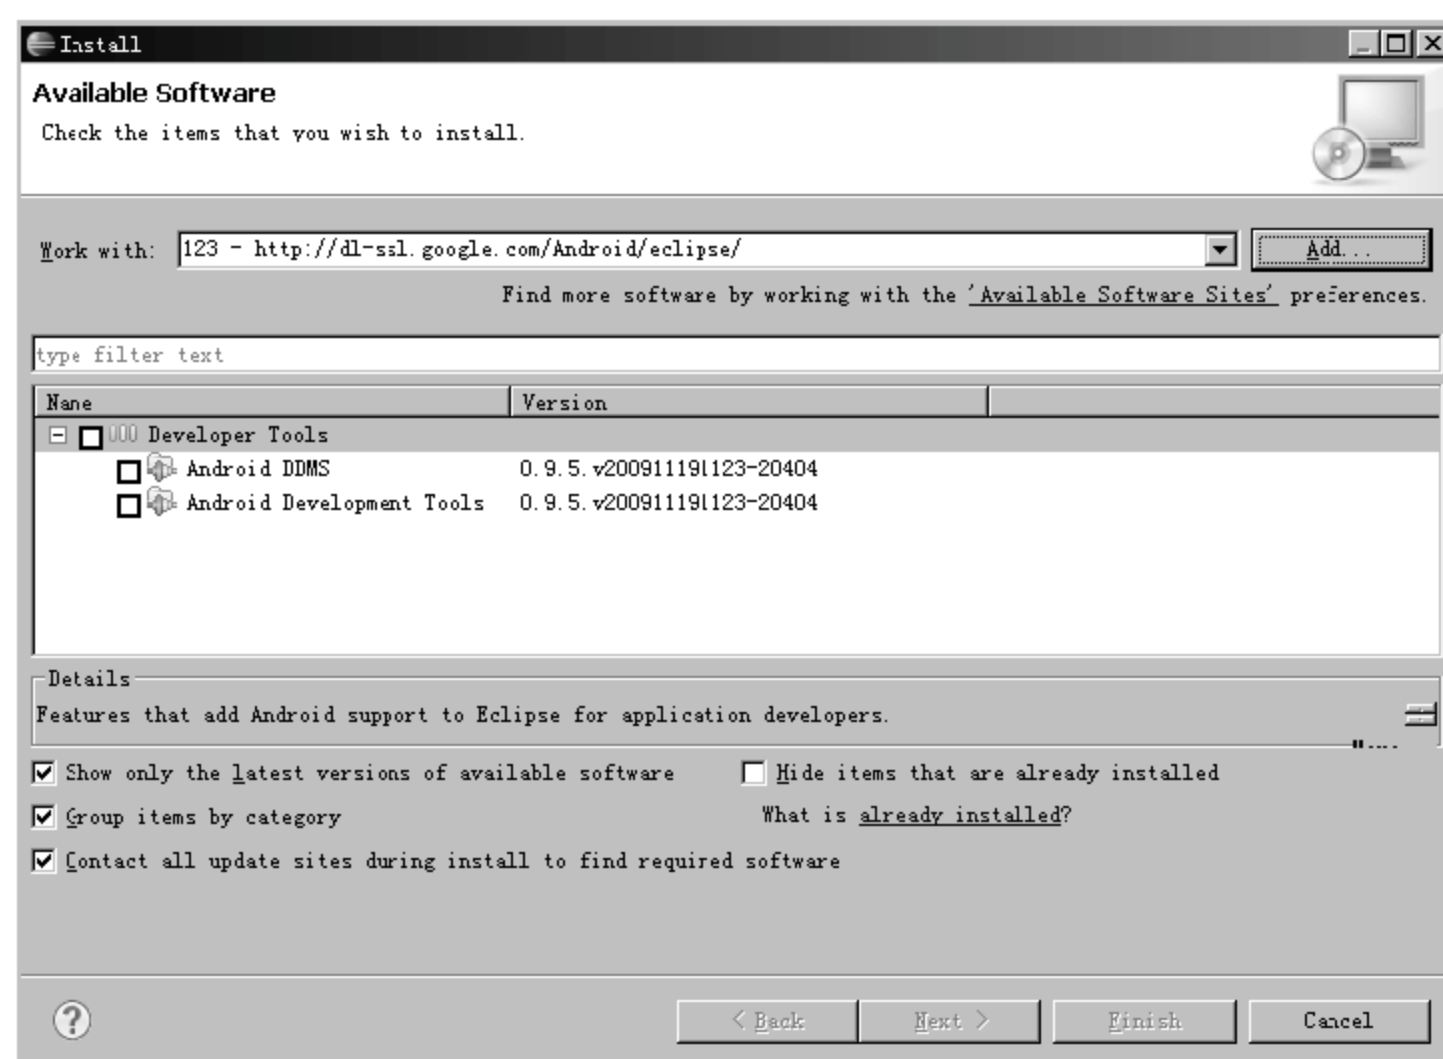 Install
Available Software
Check the items that you wish to install.
Work with: 123 - http://dl-ssl.google.com/Android/eclipse/ Add...
Find more software by working with the 'Available Software Sites' preferences.
type filter text
Name Version
Developer Tools
Android DDMS 0.9.5.v200911191123-20404
Android Development Tools 0.9.5.v200911191123-20404
Details
Features that add Android support to Eclipse for application developers.
Show only the latest versions of available software Hide items that are already installed
Group items by category What is already installed?
Contact all update sites during install to find required software
? < Back Next > Finish Cancel